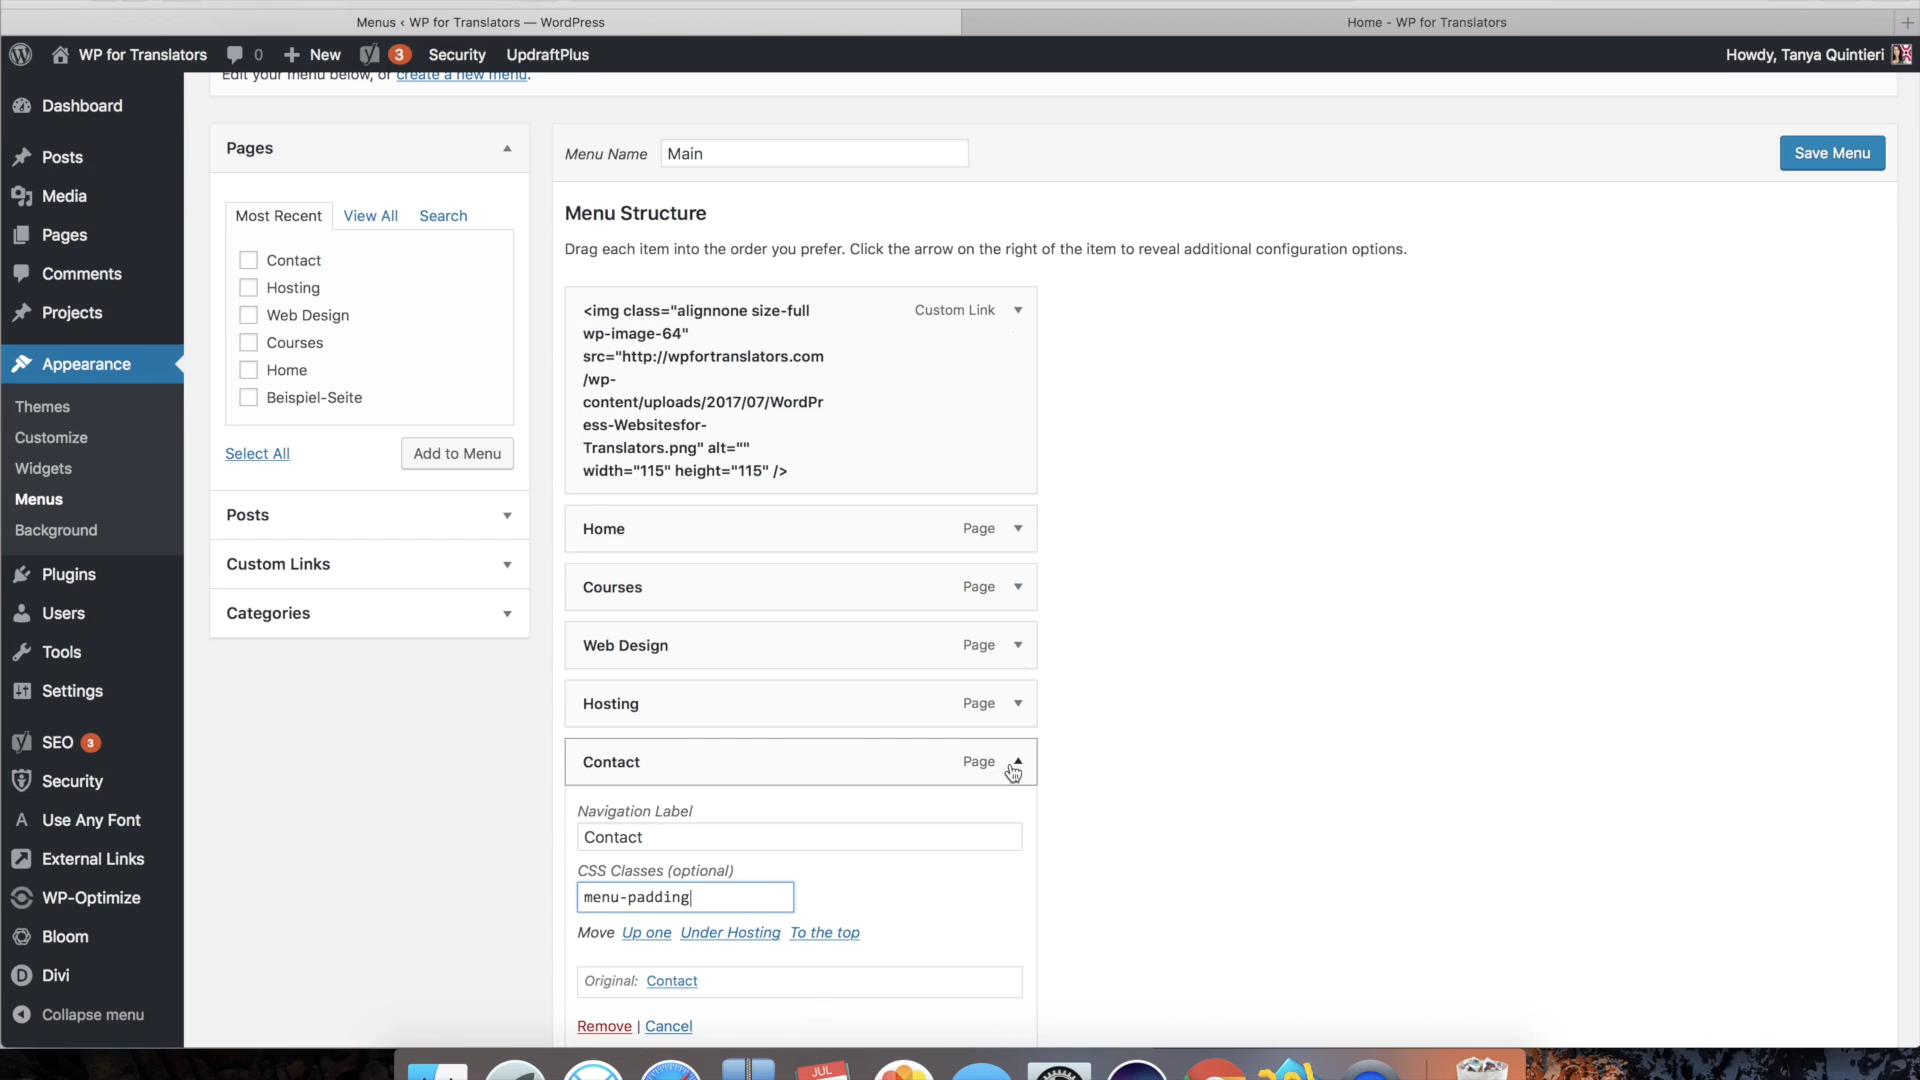 Menus ‹ WP for Translators — WordPress
Home - WP for Translators
WP for Translators 0 New 3 Security UpdraftPlus
Howdy, Tanya Quintieri
Edit your menu below, or create a new menu.
Dashboard
Posts
Media
Pages
Comments
Projects
Appearance
Themes
Customize
Widgets
Menus
Background
Plugins
Users
Tools
Settings
SEO 3
Security
Use Any Font
External Links
WP-Optimize
Bloom
Divi
Collapse menu
Pages
Most Recent View All Search
Contact
Hosting
Web Design
Courses
Home
Beispiel-Seite
Select All
Add to Menu
Posts
Custom Links
Categories
Menu Name Main
Save Menu
Menu Structure
Drag each item into the order you prefer. Click the arrow on the right of the item to reveal additional configuration options.
<img class="alignnone size-full
wp-image-64"
src="http://wpfortranslators.com
/wp-
content/uploads/2017/07/WordPr
ess-Websitesfor-
Translators.png" alt=""
width="115" height="115" />
Custom Link
Home Page
Courses Page
Web Design Page
Hosting Page
Contact Page
Navigation Label
Contact
CSS Classes (optional)
menu-padding
Move Up one Under Hosting To the top
Original: Contact
Remove | Cancel
JUL